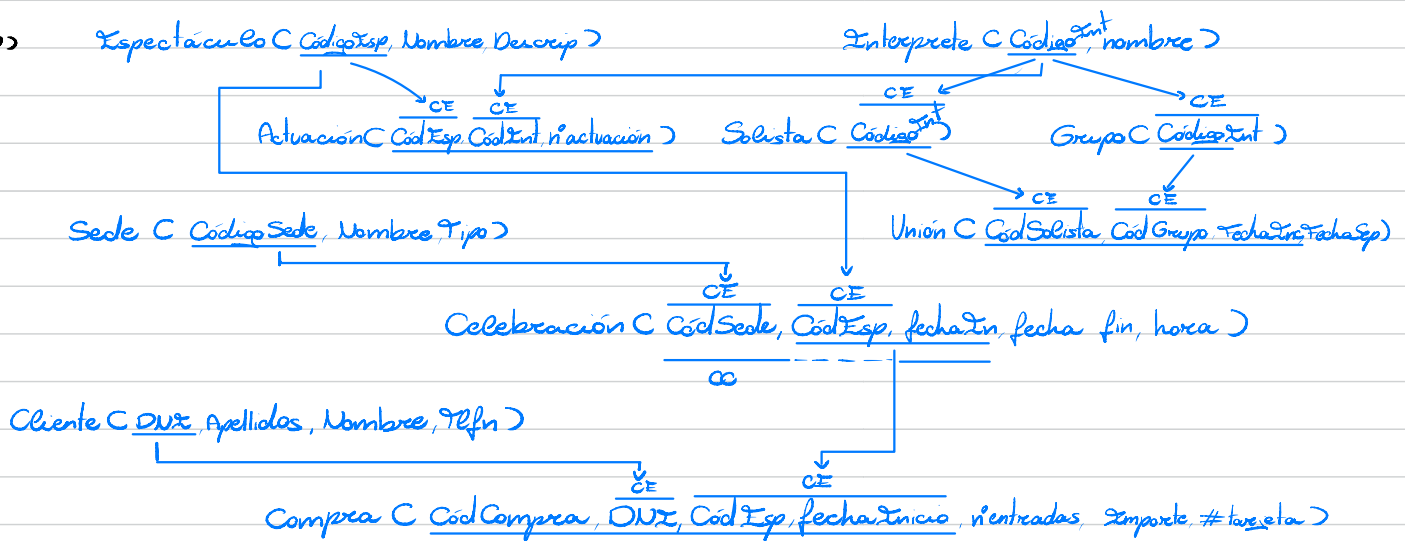 Espectáculo ( CódigoEsp, Nombre, Descrip ) Interprete ( CódigoInt, nombre )
CE CE CE CE
Actuación ( CódEsp, CódInt, nºactuación ) Solista ( CódigoInt ) Grupo ( CódigoInt )
CE CE
Sede ( CódigoSede, Nombre, Tipo ) Unión ( CódSolista, CódGrupo, FechaInc, FechaSep )
CE CE
Celebración ( CódSede, CódEsp, fechaIn, fecha fin, hora )
CC
Cliente ( DNI, Apellidos, Nombre, Tlfn )
CE CE
Compra ( CódCompra, DNI, CódEsp, fechaInicio, nºentradas, Importe, #tarjeta )